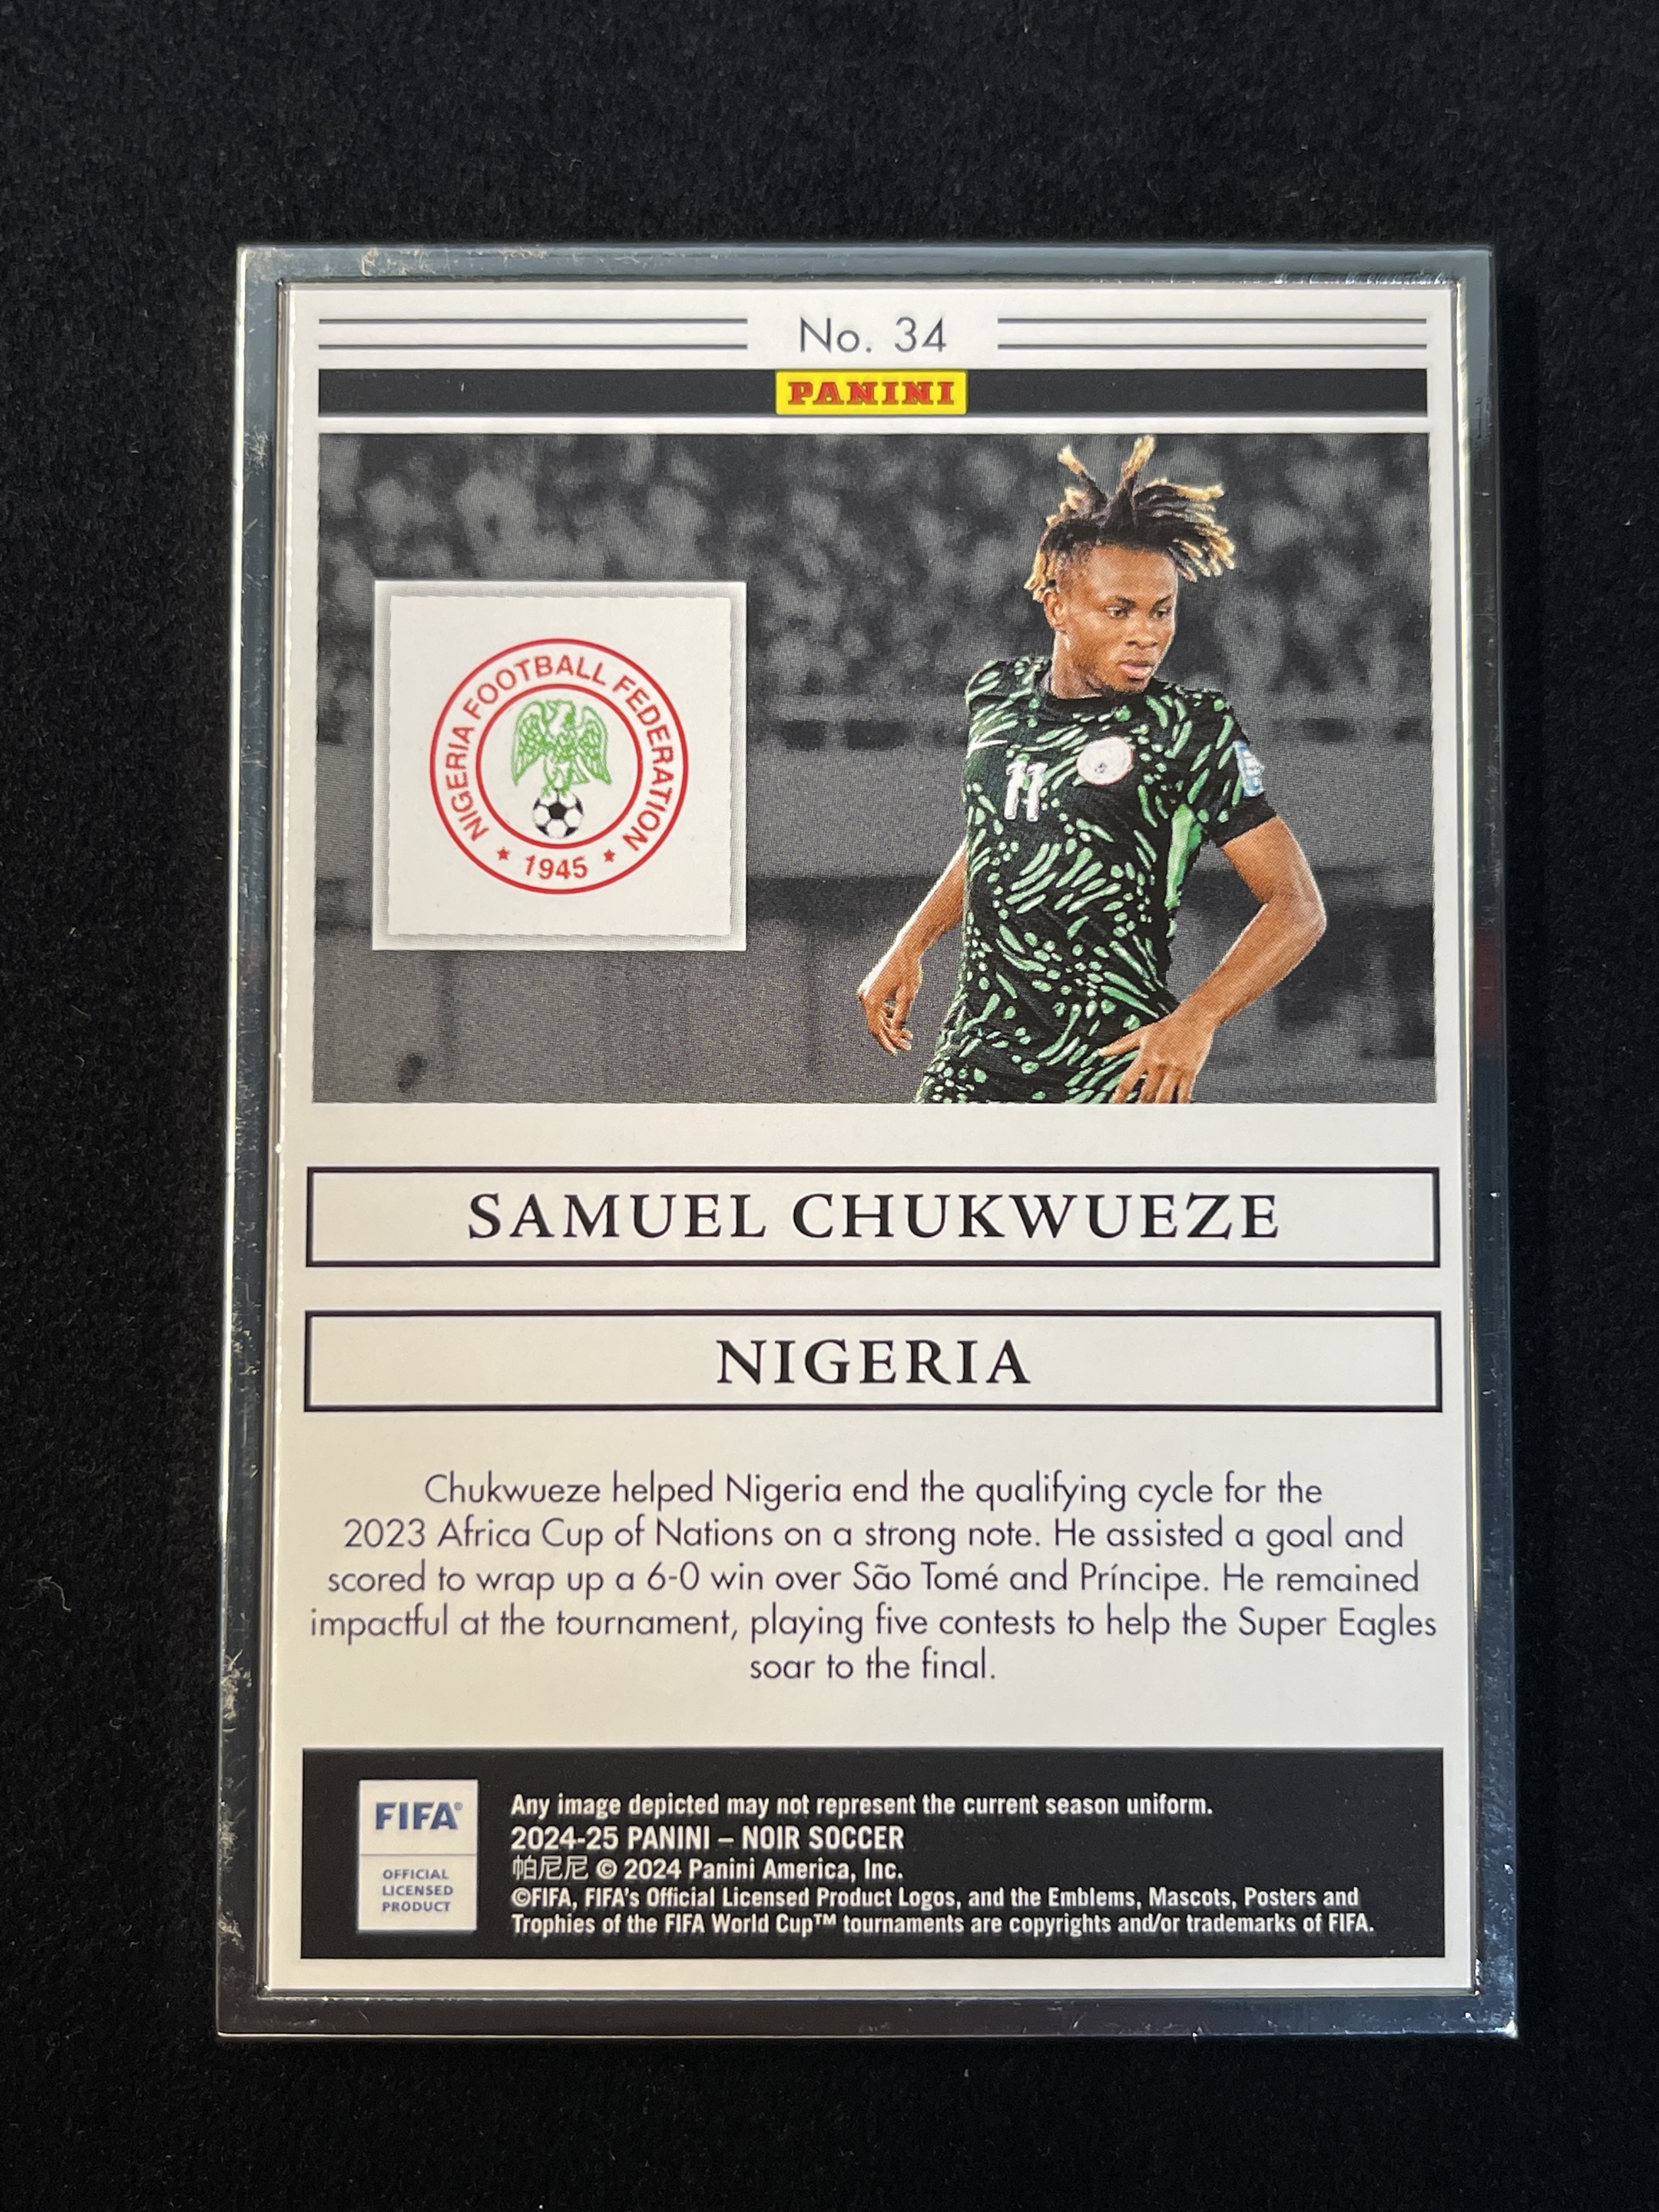 No. 34
PANINI
NIGERIA FOOTBALL FEDERATION
1945
11
SAMUEL CHUKWUEZE
NIGERIA
Chukwueze helped Nigeria end the qualifying cycle for the
2023 Africa Cup of Nations on a strong note. He assisted a goal and
scored to wrap up a 6-0 win over São Tomé and Príncipe. He remained
impactful at the tournament, playing five contests to help the Super Eagles
soar to the final.
FIFA®
OFFICIAL
LICENSED
PRODUCT
Any image depicted may not represent the current season uniform.
2024-25 PANINI – NOIR SOCCER
帕尼尼 © 2024 Panini America, Inc.
©FIFA, FIFA's Official Licensed Product Logos, and the Emblems, Mascots, Posters and
Trophies of the FIFA World Cup™ tournaments are copyrights and/or trademarks of FIFA.